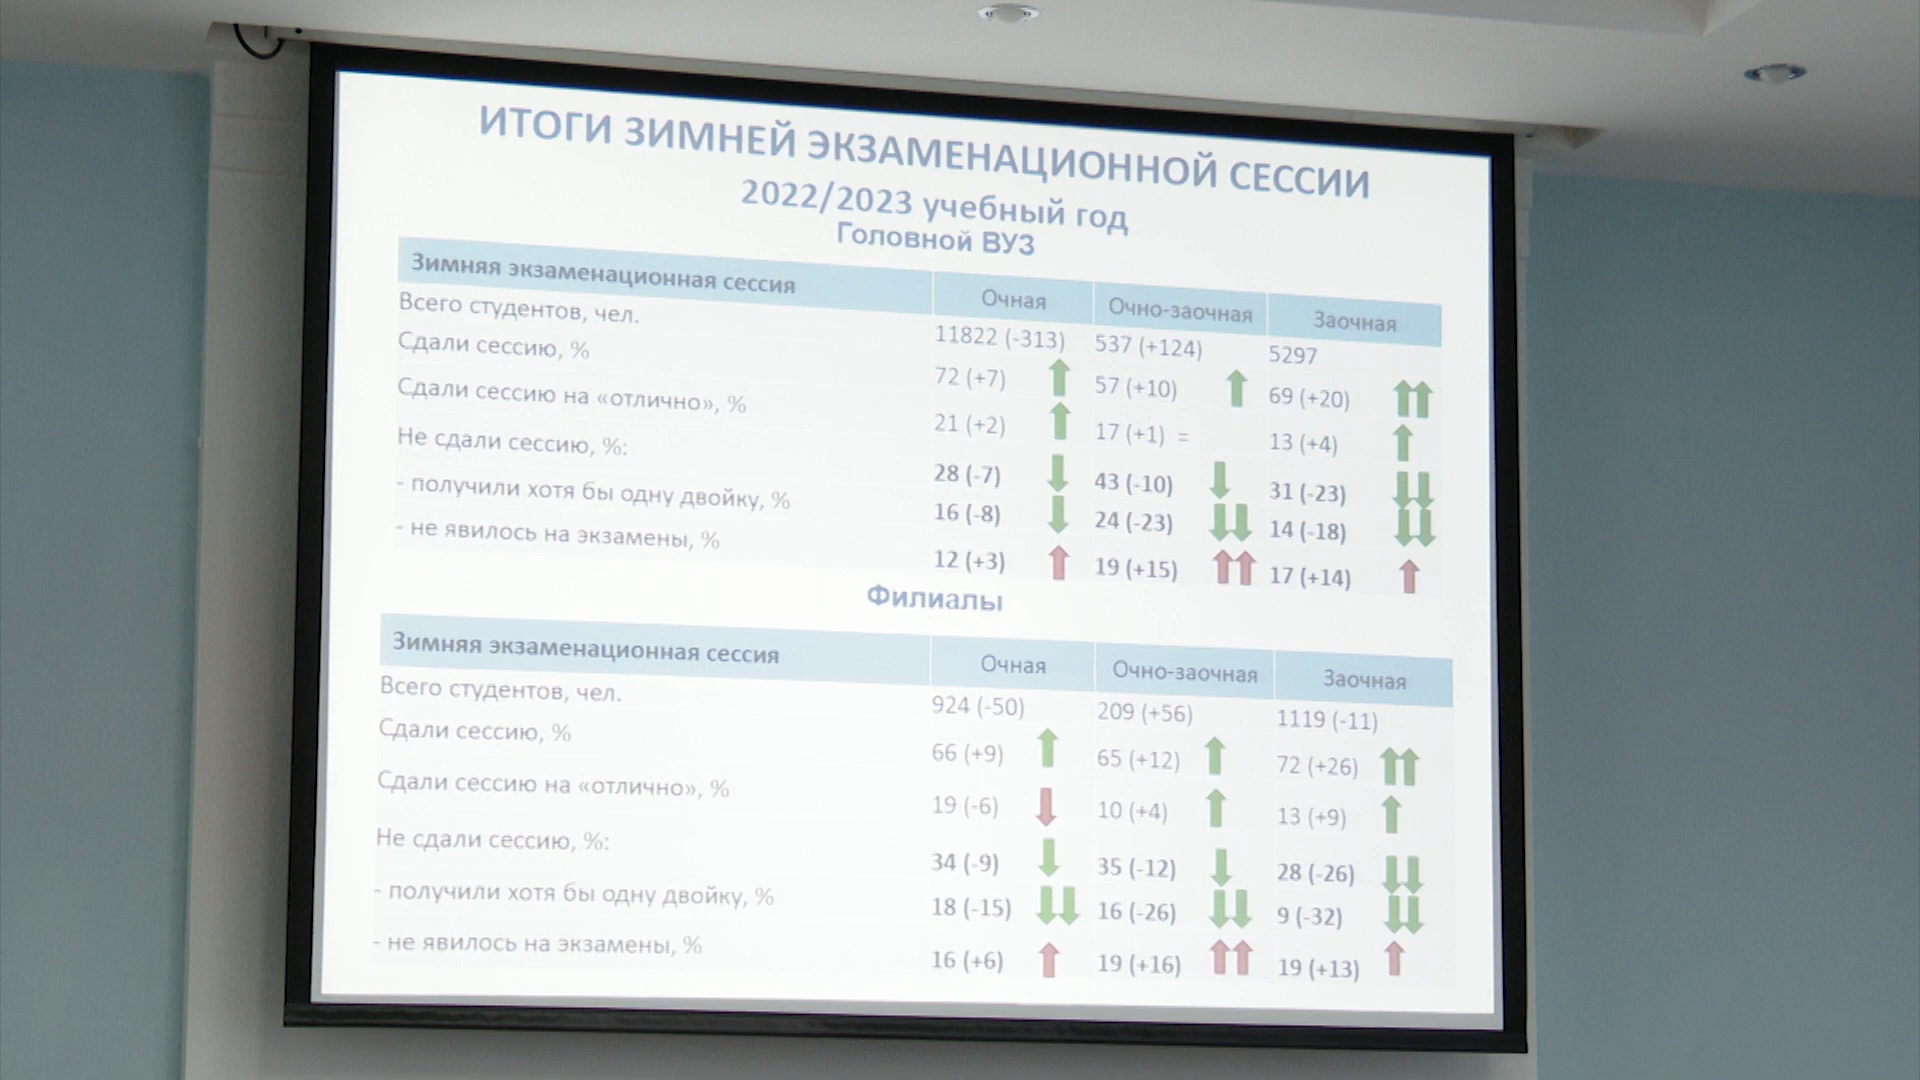 ИТОГИ ЗИМНЕЙ ЭКЗАМЕНАЦИОННОЙ СЕССИИ
2022/2023 учебный год
Головной ВУЗ
Зимняя экзаменационная сессия Очная Очно-заочная Заочная
Всего студентов, чел. 11822 (-313) 537 (+124) 5297
Сдали сессию, % 72 (+7) 57 (+10) 69 (+20)
Сдали сессию на «отлично», % 21 (+2) 17 (+1) = 13 (+4)
Не сдали сессию, %: 28 (-7) 43 (-10) 31 (-23)
- получили хотя бы одну двойку, % 16 (-8) 24 (-23) 14 (-18)
- не явилось на экзамены, % 12 (+3) 19 (+15) 17 (+14)
Филиалы
Зимняя экзаменационная сессия Очная Очно-заочная Заочная
Всего студентов, чел. 924 (-50) 209 (+56) 1119 (-11)
Сдали сессию, % 66 (+9) 65 (+12) 72 (+26)
Сдали сессию на «отлично», % 19 (-6) 10 (+4) 13 (+9)
Не сдали сессию, %: 34 (-9) 35 (-12) 28 (-26)
- получили хотя бы одну двойку, % 18 (-15) 16 (-26) 9 (-32)
- не явилось на экзамены, % 16 (+6) 19 (+16) 19 (+13)